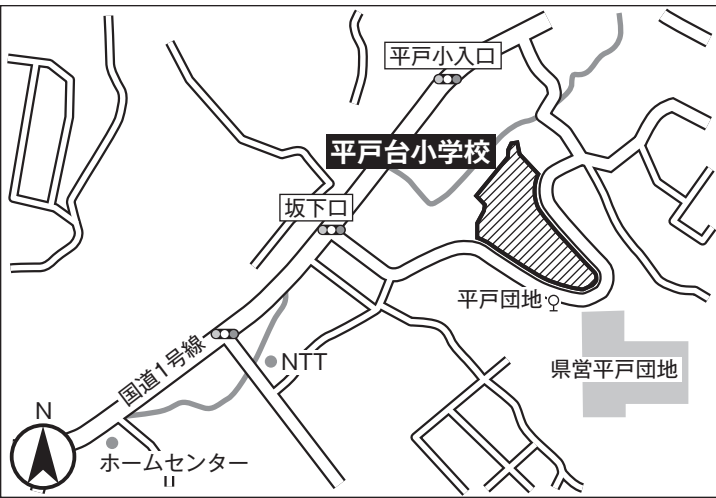 平戸小入口
平戸台小学校
坂下口
平戸団地
国道1号線
NTT
県営平戸団地
N
ホームセンター